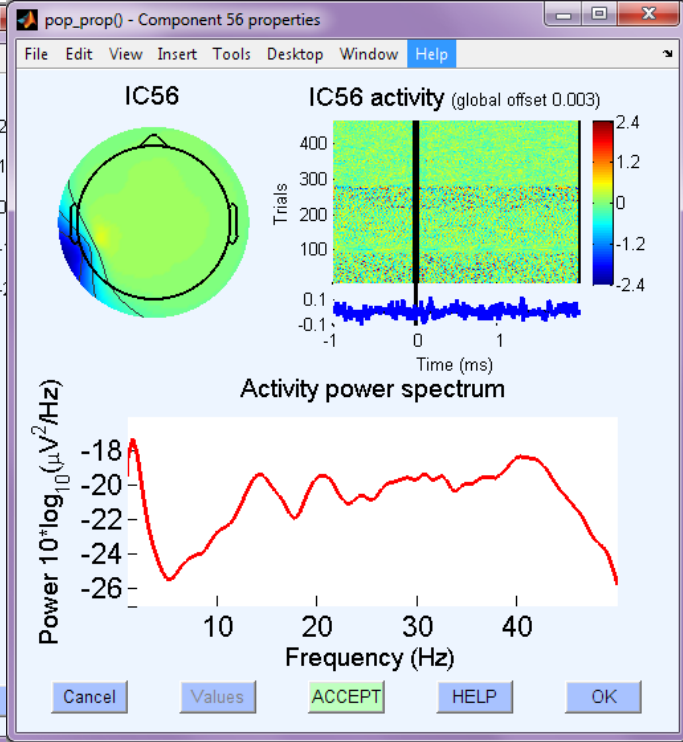 pop_prop() - Component 56 properties
File Edit View Insert Tools Desktop Window Help
IC56
IC56 activity (global offset 0.003)
Trials
400
300
200
100
2.4
1.2
0
-1.2
-2.4
0.1
-0.1
-1 0 1
Time (ms)
Activity power spectrum
Power 10*log10(μV2/Hz)
-18
-20
-22
-24
-26
10 20 30 40
Frequency (Hz)
Cancel Values ACCEPT HELP OK